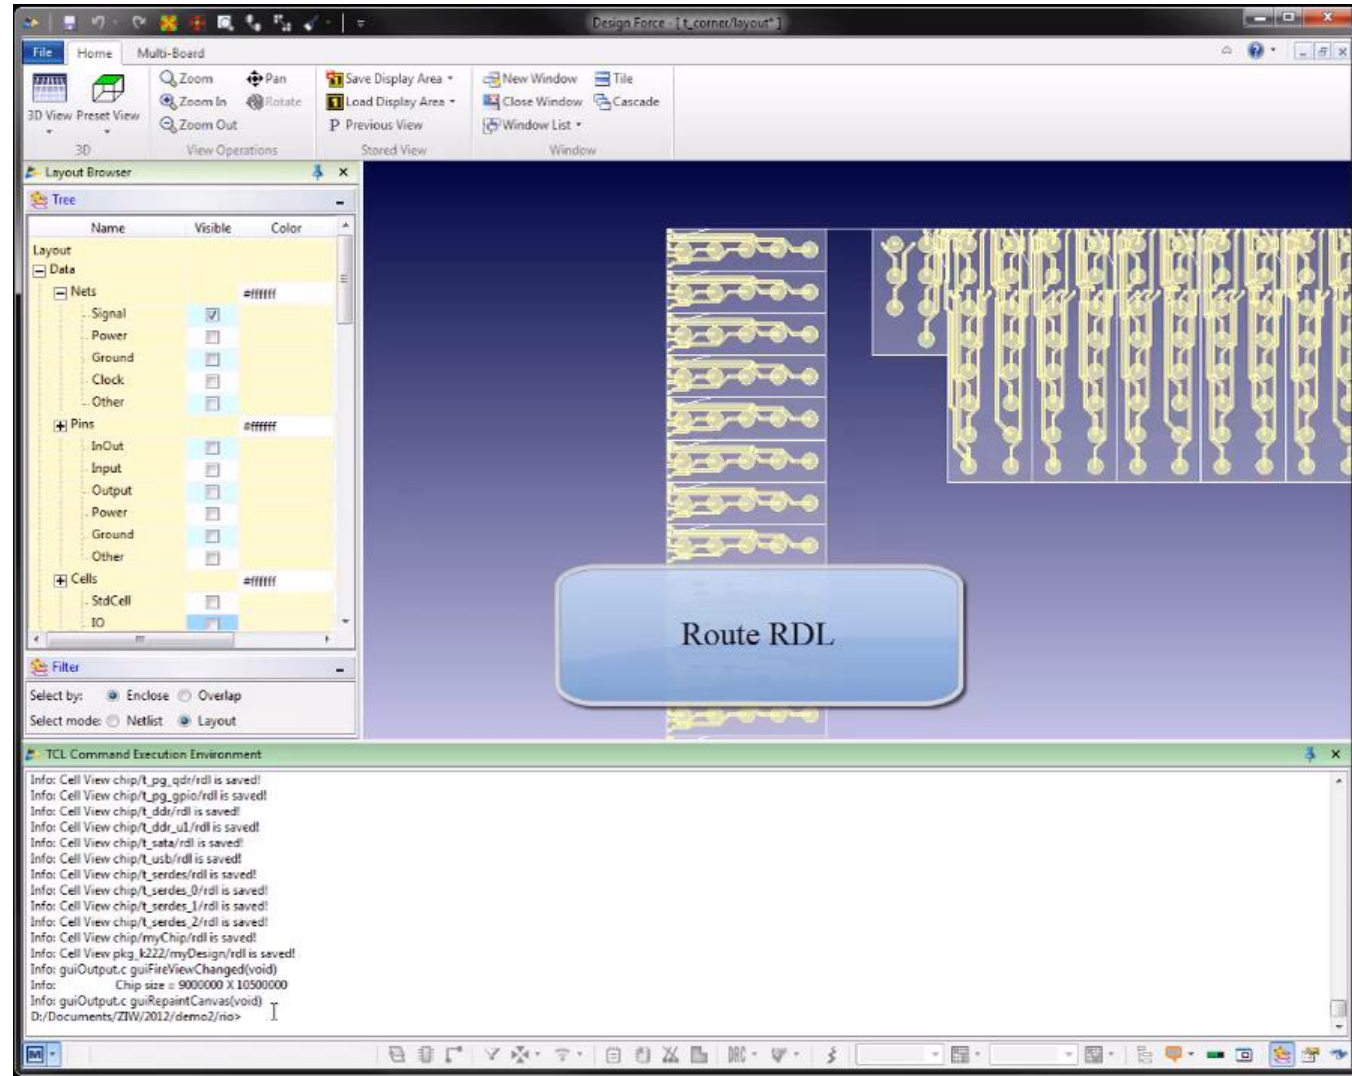 Design Force - [ t_corner/layout* ]
File Home Multi-Board
3D View Preset View
Zoom Pan
Zoom In Rotate
Zoom Out
Save Display Area
Load Display Area
P Previous View
New Window Tile
Close Window Cascade
Window List
3D View Operations Stored View Window
Layout Browser
Tree
Name Visible Color
Layout
Data
Nets #ffffff
Signal
Power
Ground
Clock
Other
Pins #ffffff
InOut
Input
Output
Power
Ground
Other
Cells #ffffff
StdCell
IO
Filter
Select by: Enclose Overlap
Select mode: Netlist Layout
Route RDL
TCL Command Execution Environment
Info: Cell View chip/t_pg_qdr/rdl is saved!
Info: Cell View chip/t_pg_gpio/rdl is saved!
Info: Cell View chip/t_ddr/rdl is saved!
Info: Cell View chip/t_ddr_u1/rdl is saved!
Info: Cell View chip/t_sata/rdl is saved!
Info: Cell View chip/t_usb/rdl is saved!
Info: Cell View chip/t_serdes/rdl is saved!
Info: Cell View chip/t_serdes_0/rdl is saved!
Info: Cell View chip/t_serdes_1/rdl is saved!
Info: Cell View chip/t_serdes_2/rdl is saved!
Info: Cell View chip/myChip/rdl is saved!
Info: Cell View pkg_k222/myDesign/rdl is saved!
Info: guiOutput.c guiFireViewChanged(void)
Info: Chip size = 9000000 X 10500000
Info: guiOutput.c guiRepaintCanvas(void)
D:/Documents/ZIW/2012/demo2/rio>
M DRC